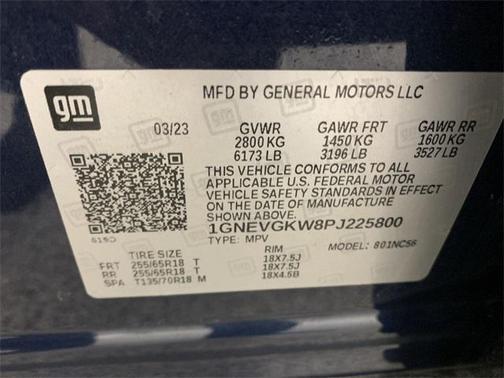 gm
MFD BY GENERAL MOTORS LLC
03/23 GVWR GAWR FRT GAWR RR
2800 KG 1450 KG 1600 KG
6173 LB 3196 LB 3527 LB
THIS VEHICLE CONFORMS TO ALL
APPLICABLE U.S. FEDERAL MOTOR
VEHICLE SAFETY STANDARDS IN EFFECT
ON THE DATE OF MANUFACTURE
SHOWN ABOVE.
1GNEVGKW8PJ225800
TYPE: MPV MODEL: 801NC56
TIRE SIZE RIM
FRT 255/65R18 T 18X7.5J
RR 255/65R18 T 18X7.5J
SPA T135/70R18 M 18X4.5B